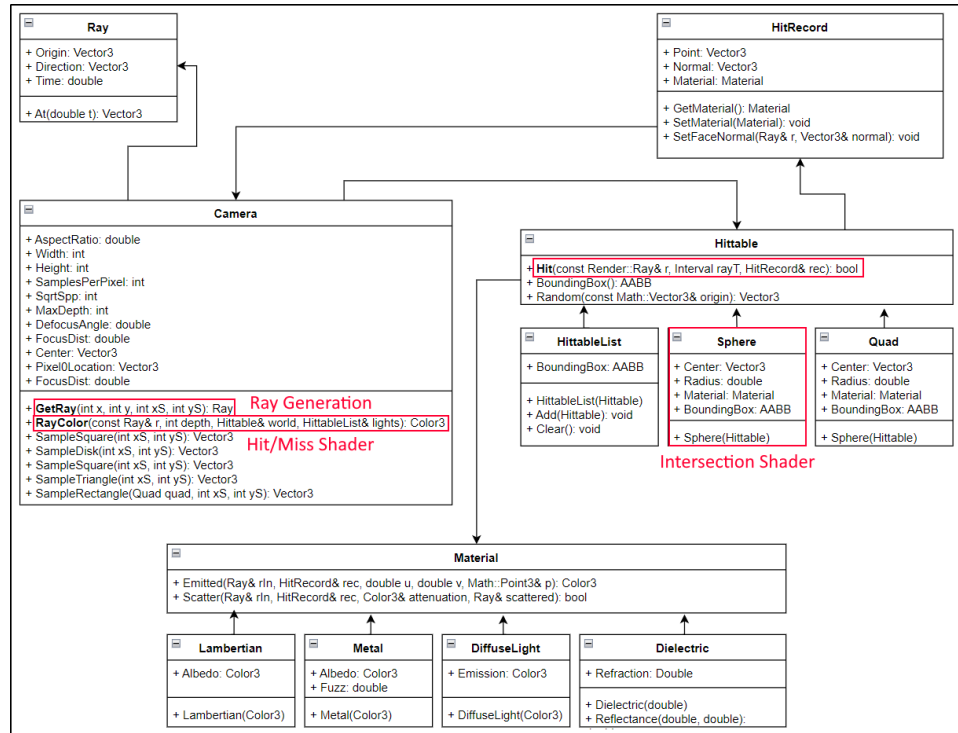 Ray
+ Origin: Vector3
+ Direction: Vector3
+ Time: double
+ At(double t): Vector3
HitRecord
+ Point: Vector3
+ Normal: Vector3
+ Material: Material
+ GetMaterial(): Material
+ SetMaterial(Material): void
+ SetFaceNormal(Ray& r, Vector3& normal): void
Camera
+ AspectRatio: double
+ Width: int
+ Height: int
+ SamplesPerPixel: int
+ SqrtSpp: int
+ MaxDepth: int
+ DefocusAngle: double
+ FocusDist: double
+ Center: Vector3
+ Pixel0Location: Vector3
+ FocusDist: double
+ GetRay(int x, int y, int xS, int yS): Ray
Ray Generation
+ RayColor(const Ray& r, int depth, Hittable& world, HittableList& lights): Color3
Hit/Miss Shader
+ SampleSquare(int xS, int yS): Vector3
+ SampleDisk(int xS, int yS): Vector3
+ SampleSquare(int xS, int yS): Vector3
+ SampleTriangle(int xS, int yS): Vector3
+ SampleRectangle(Quad quad, int xS, int yS): Vector3
Hittable
+ Hit(const Render::Ray& r, Interval rayT, HitRecord& rec): bool
+ BoundingBox(): AABB
+ Random(const Math::Vector3& origin): Vector3
HittableList
+ BoundingBox: AABB
+ HittableList(Hittable)
+ Add(Hittable): void
+ Clear(): void
Sphere
+ Center: Vector3
+ Radius: double
+ Material: Material
+ BoundingBox: AABB
+ Sphere(Hittable)
Intersection Shader
Quad
+ Center: Vector3
+ Radius: double
+ Material: Material
+ BoundingBox: AABB
+ Sphere(Hittable)
Material
+ Emitted(Ray& rIn, HitRecord& rec, double u, double v, Math::Point3& p): Color3
+ Scatter(Ray& rIn, HitRecord& rec, Color3& attenuation, Ray& scattered): bool
Lambertian
+ Albedo: Color3
+ Lambertian(Color3)
Metal
+ Albedo: Color3
+ Fuzz: double
+ Metal(Color3)
DiffuseLight
+ Emission: Color3
+ DiffuseLight(Color3)
Dielectric
+ Refraction: Double
+ Dielectric(double)
+ Reflectance(double, double):